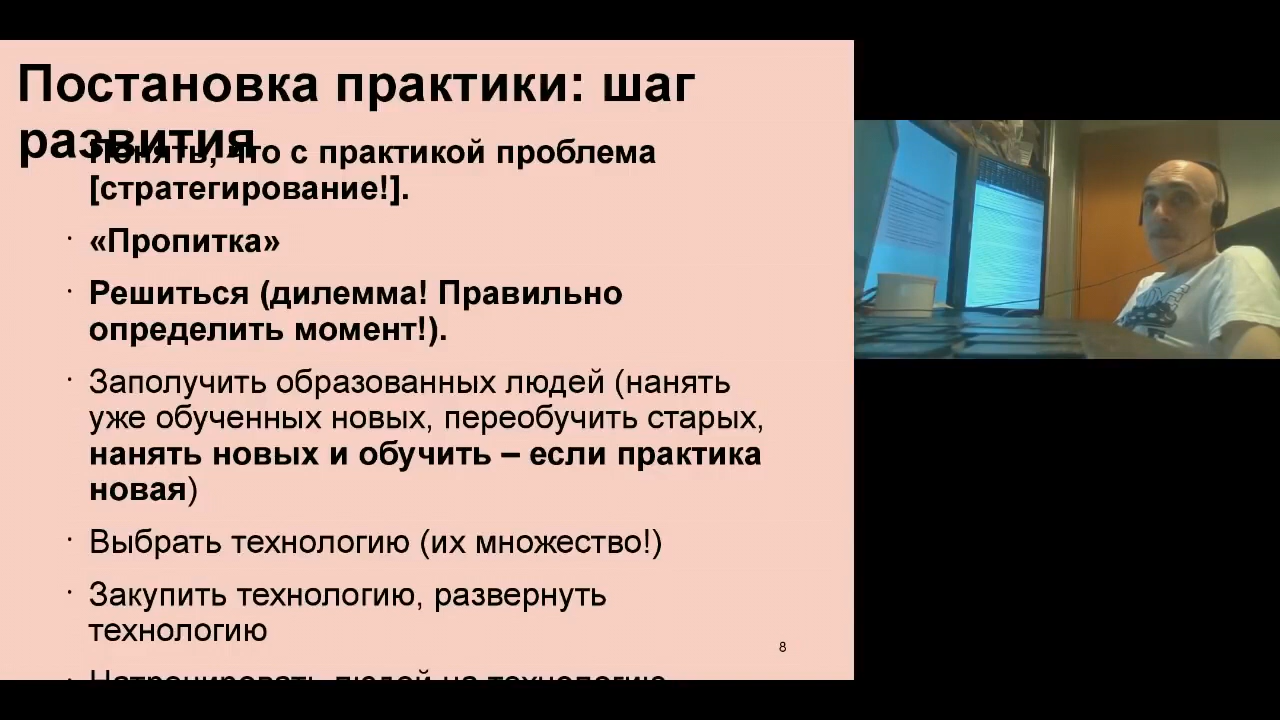 Постановка практики: шаг
развития
Понять, что с практикой проблема
[стратегирование!].
· «Пропитка»
· Решиться (дилемма! Правильно
определить момент!).
· Заполучить образованных людей (нанять
уже обученных новых, переобучить старых,
нанять новых и обучить – если практика
новая)
· Выбрать технологию (их множество!)
· Закупить технологию, развернуть
технологию
8
· Натренировать людей на технологию